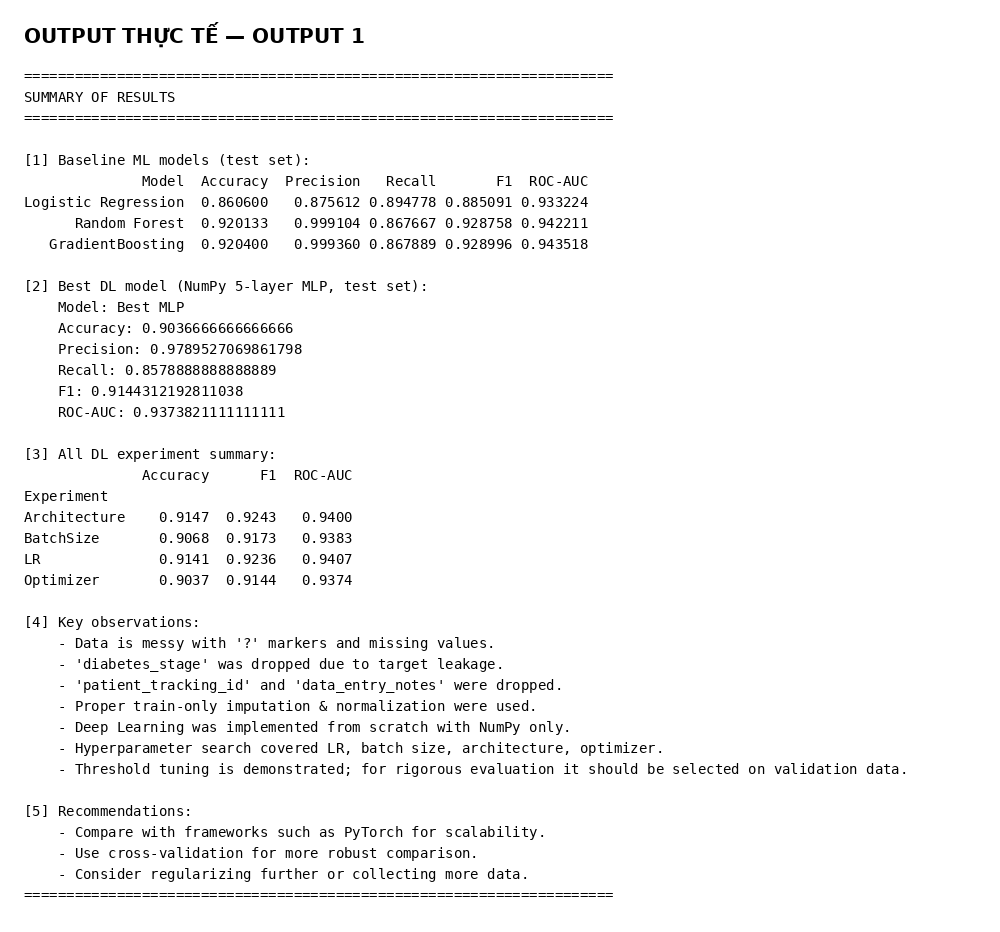 OUTPUT THỰC TẾ — OUTPUT 1
======================================================================
SUMMARY OF RESULTS
======================================================================
[1] Baseline ML models (test set):
              Model  Accuracy  Precision   Recall       F1  ROC-AUC
Logistic Regression  0.860600   0.875612 0.894778 0.885091 0.933224
      Random Forest  0.920133   0.999104 0.867667 0.928758 0.942211
   GradientBoosting  0.920400   0.999360 0.867889 0.928996 0.943518
[2] Best DL model (NumPy 5-layer MLP, test set):
    Model: Best MLP
    Accuracy: 0.9036666666666666
    Precision: 0.9789527069861798
    Recall: 0.8578888888888889
    F1: 0.9144312192811038
    ROC-AUC: 0.9373821111111111
[3] All DL experiment summary:
              Accuracy      F1  ROC-AUC
Experiment
Architecture    0.9147  0.9243   0.9400
BatchSize       0.9068  0.9173   0.9383
LR              0.9141  0.9236   0.9407
Optimizer       0.9037  0.9144   0.9374
[4] Key observations:
    - Data is messy with '?' markers and missing values.
    - 'diabetes_stage' was dropped due to target leakage.
    - 'patient_tracking_id' and 'data_entry_notes' were dropped.
    - Proper train-only imputation & normalization were used.
    - Deep Learning was implemented from scratch with NumPy only.
    - Hyperparameter search covered LR, batch size, architecture, optimizer.
    - Threshold tuning is demonstrated; for rigorous evaluation it should be selected on validation data.
[5] Recommendations:
    - Compare with frameworks such as PyTorch for scalability.
    - Use cross-validation for more robust comparison.
    - Consider regularizing further or collecting more data.
======================================================================